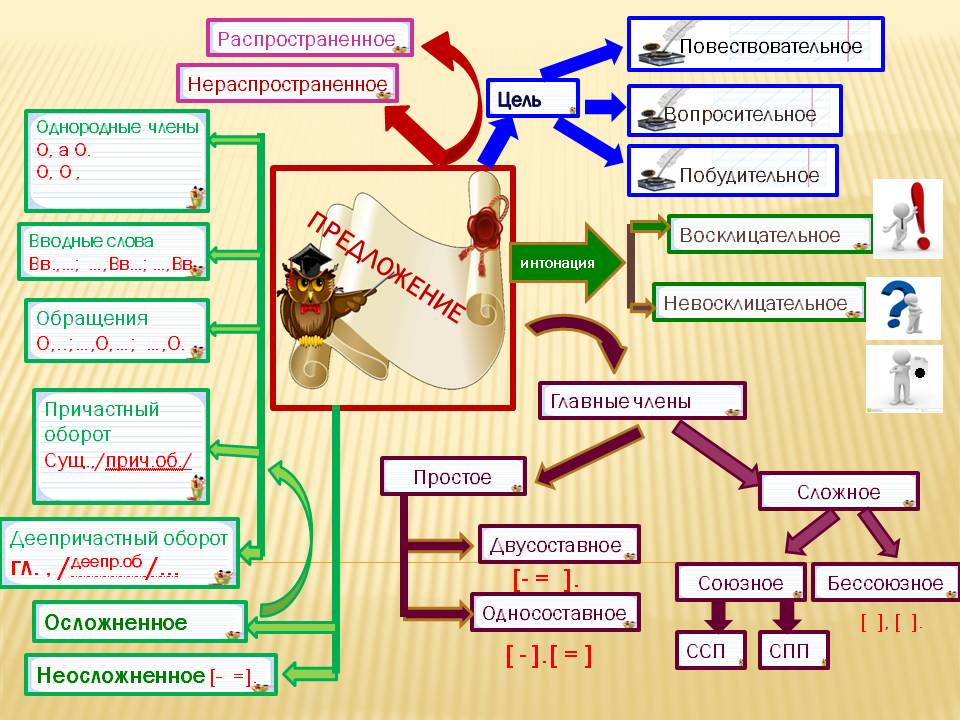 Распространенное
Нераспространенное
Цель
Повествовательное
Вопросительное
Побудительное
Однородные члены
О, а О.
О, О ,
Вводные слова
Вв.,...; ...,Вв...; ...,Вв.
Обращения
О,..;...,О,...; ...,О.
Причастный
оборот
Сущ.,/прич.об./
Деепричастный оборот
гл. , /деепр.об/...
Осложненное
Неосложненное [- =].
ПРЕДЛОЖЕНИЕ
интонация
Восклицательное
Невосклицательное
Главные члены
Простое
Двусоставное
[- = ].
Односоставное
[ - ].[ = ]
Сложное
Союзное
Бессоюзное
[ ], [ ].
ССП
СПП